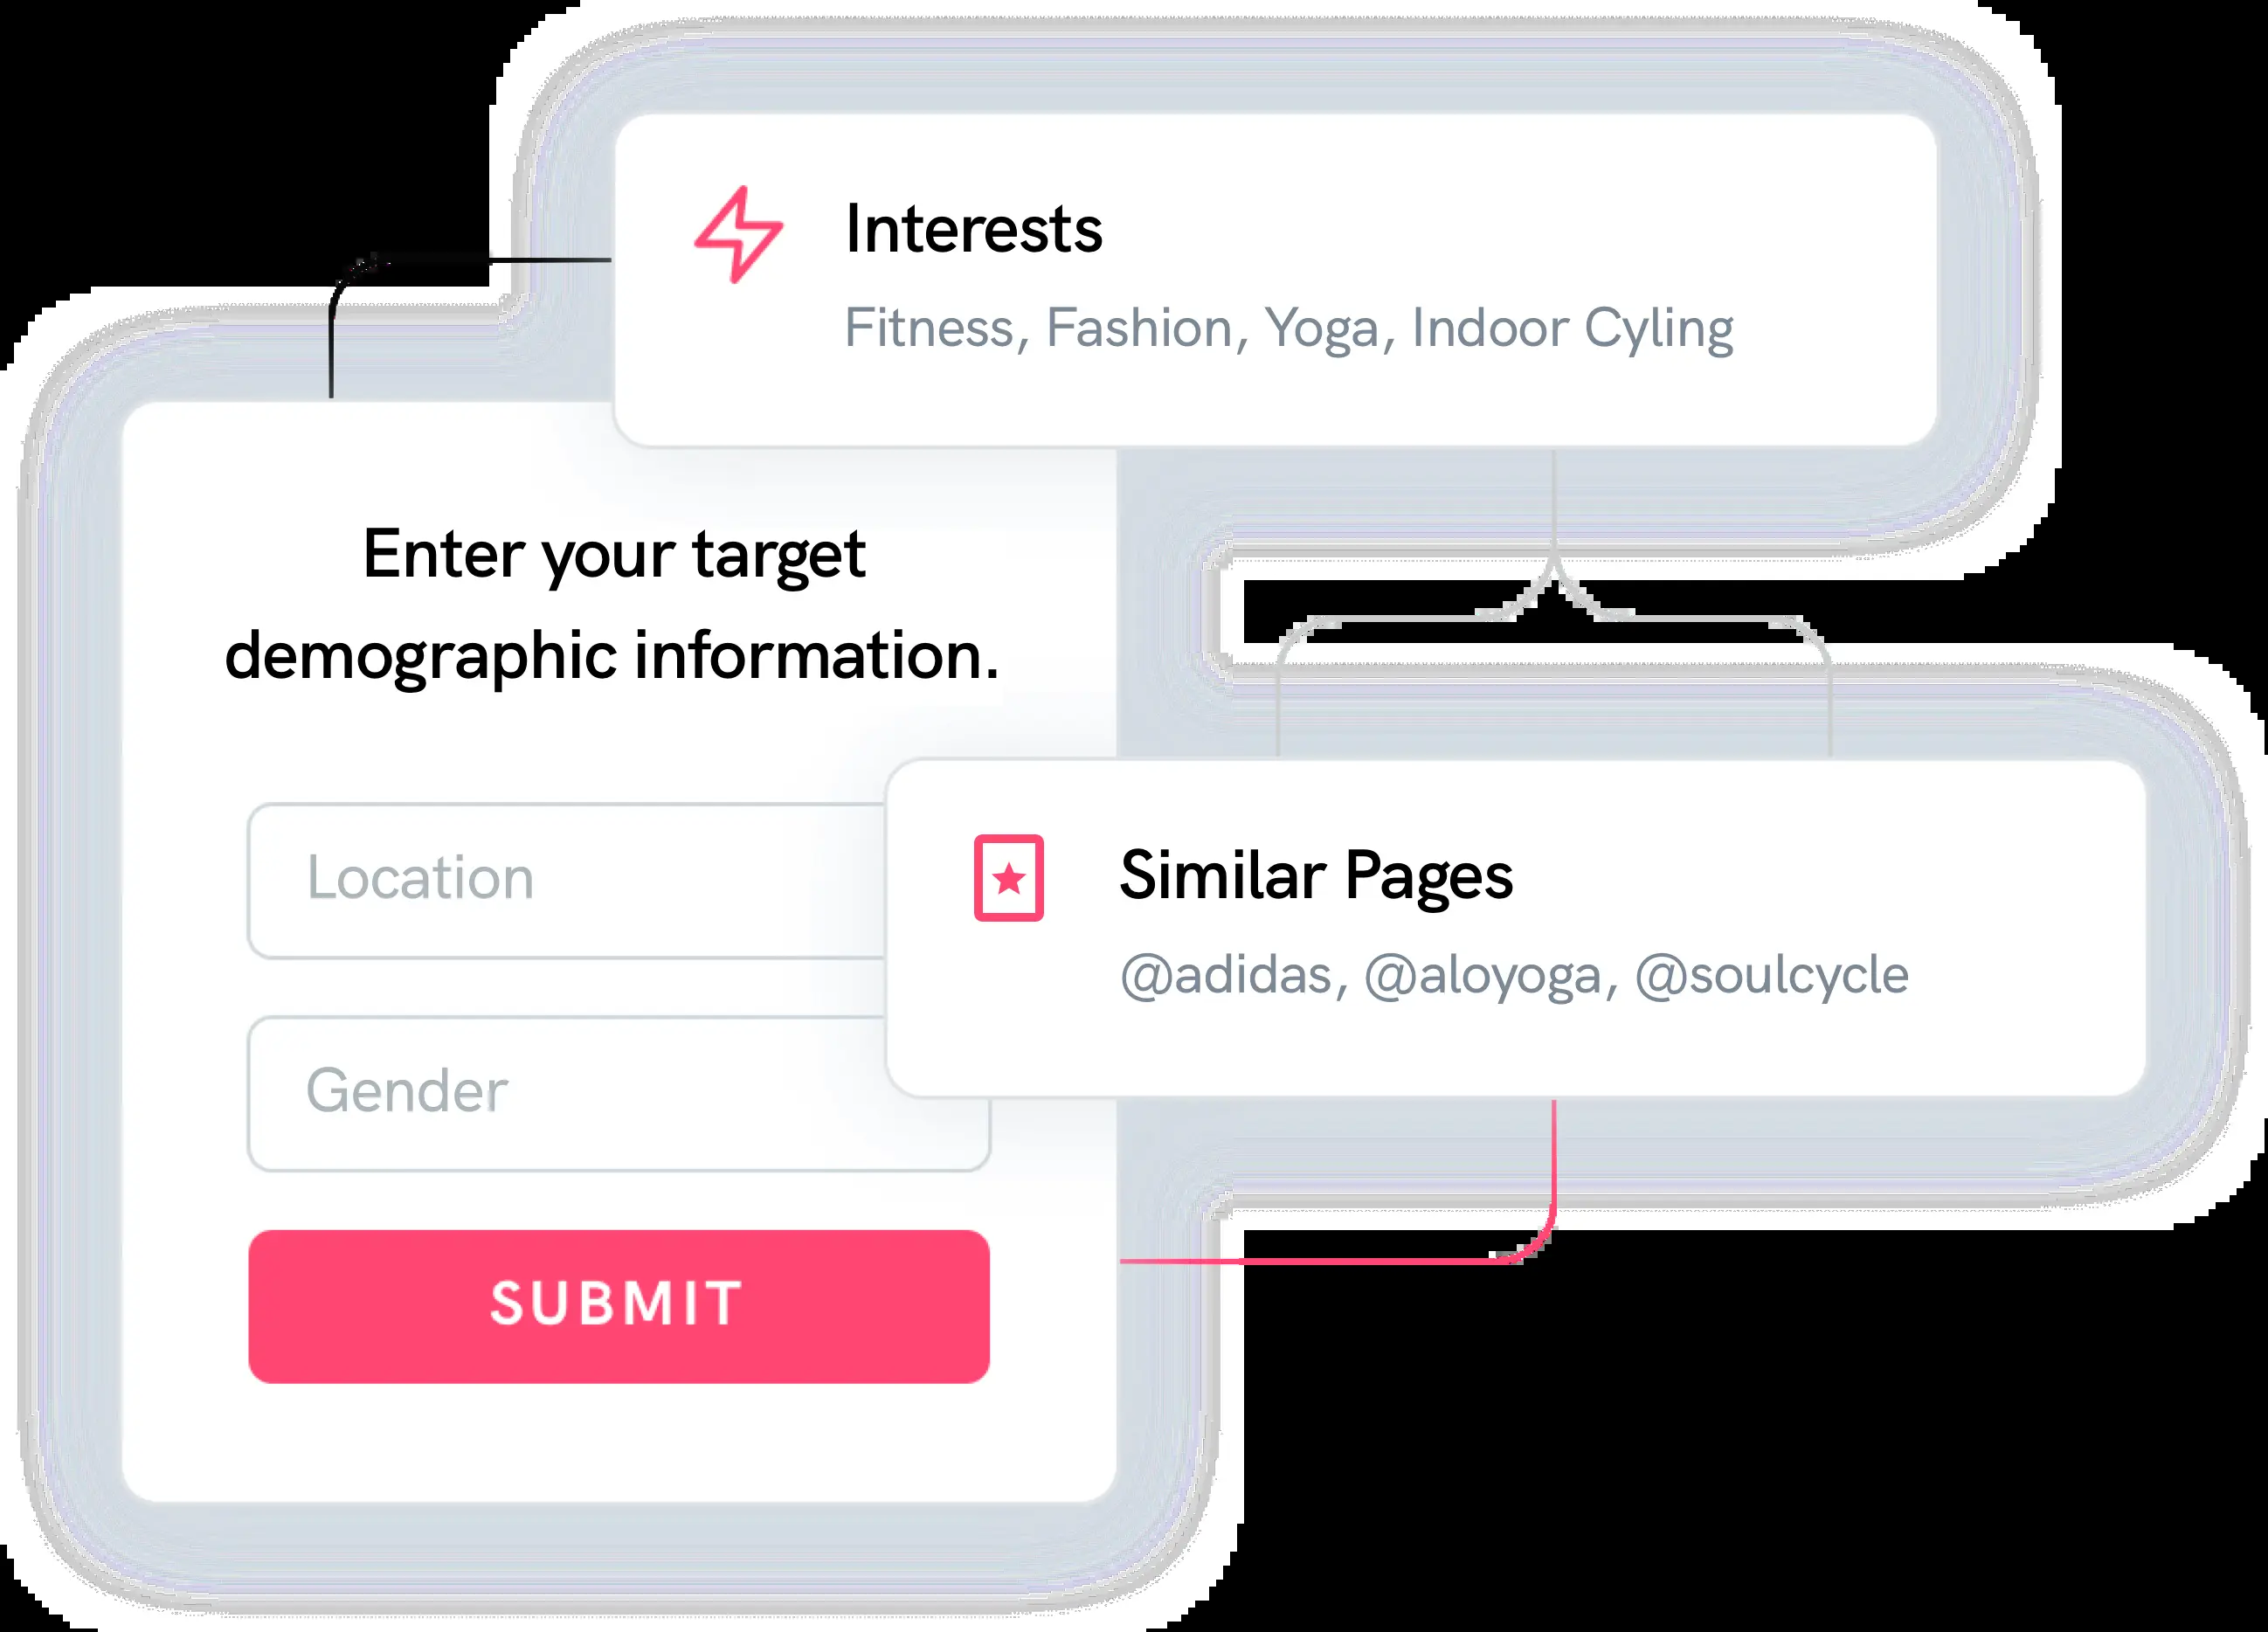 Interests
Fitness, Fashion, Yoga, Indoor Cyling
Enter your target
demographic information.
Location
Similar Pages
@adidas, @aloyoga, @soulcycle
Gender
SUBMIT